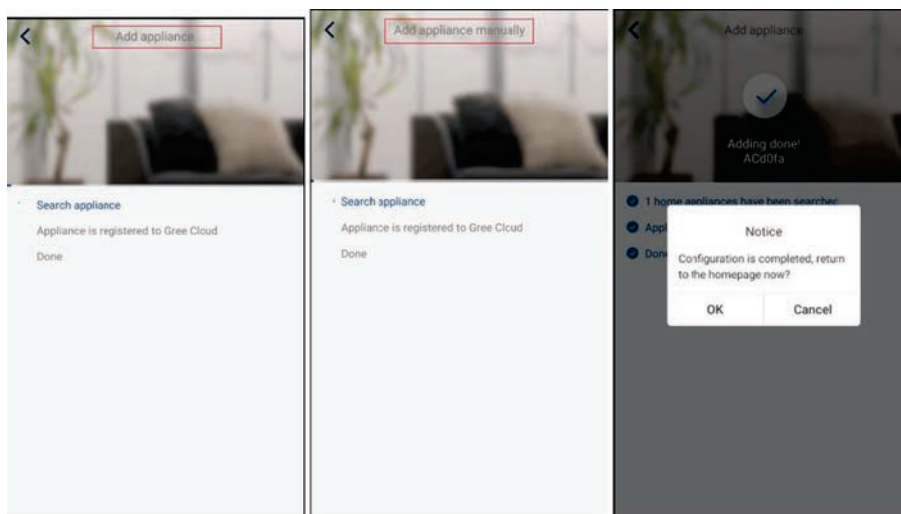 Add appliance
Search appliance
Appliance is registered to Gree Cloud
Done
Add appliance manually
Search appliance
Appliance is registered to Gree Cloud
Done
Add appliance
Adding done!
ACd0fa
1 home appliances have been searched
Appl
Done
Notice
Configuration is completed, return
to the homepage now?
OK
Cancel